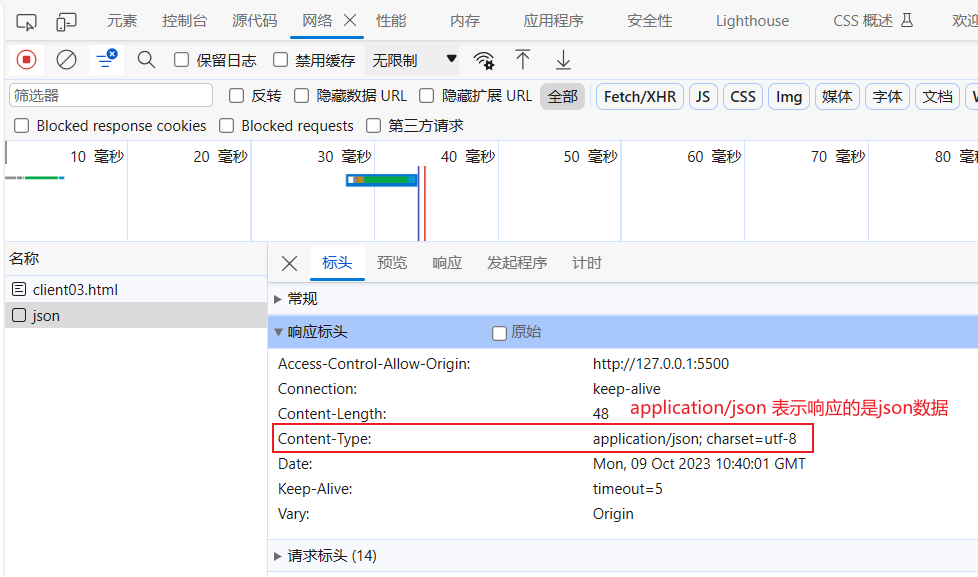 元素 控制台 源代码 网络 性能 内存 应用程序 安全性 Lighthouse CSS 概述 欢迎
保留日志 禁用缓存 无限制
筛选器 反转 隐藏数据 URL 隐藏扩展 URL 全部 Fetch/XHR JS CSS Img 媒体 字体 文档
Blocked response cookies Blocked requests 第三方请求
10 毫秒 20 毫秒 30 毫秒 40 毫秒 50 毫秒 60 毫秒 70 毫秒 80 毫秒
名称
client03.html
json
标头 预览 响应 发起程序 计时
常规
响应标头 原始
Access-Control-Allow-Origin: http://127.0.0.1:5500
Connection: keep-alive
Content-Length: 48
application/json 表示响应的是json数据
Content-Type: application/json; charset=utf-8
Date: Mon, 09 Oct 2023 10:40:01 GMT
Keep-Alive: timeout=5
Vary: Origin
请求标头 (14)